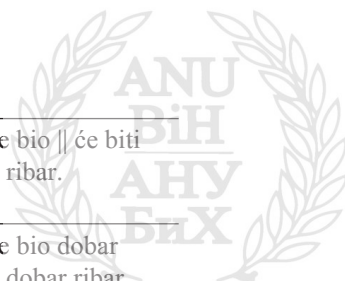 ANU
BiH
e bio || će biti
ribar.
АНУ
БиХ
e bio dobar
dobar ribar